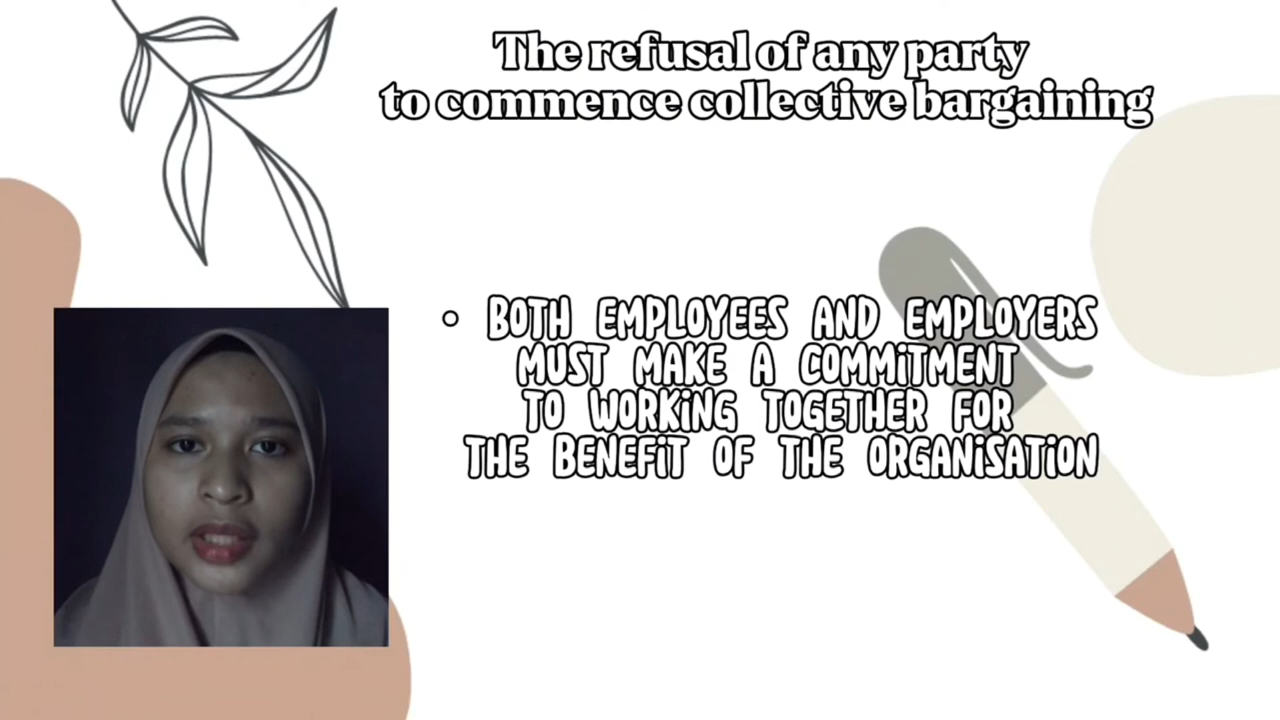 The refusal of any party
to commence collective bargaining
• BOTH EMPLOYEES AND EMPLOYERS
MUST MAKE A COMMiTMENT
TO WORKiNG TOGETHER FOR
THE BENEFiT OF THE ORGANiSATiON